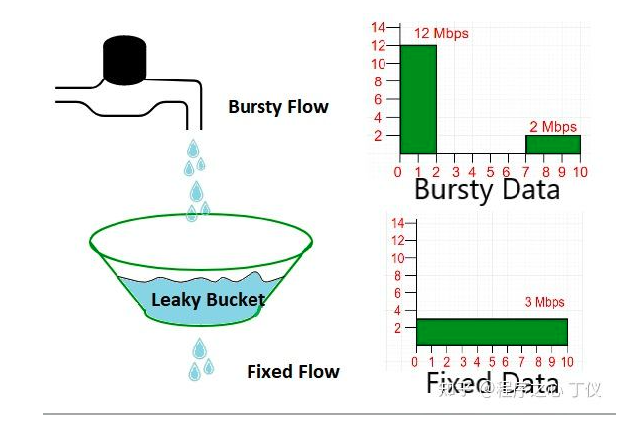 Bursty Flow
Leaky Bucket
Fixed Flow
14
12
10
8
6
4
2
12 Mbps
2 Mbps
0 1 2 3 4 5 6 7 8 9 10
Bursty Data
14
12
10
8
6
4
2
3 Mbps
0 1 2 3 4 5 6 7 8 9 10
Fixed Data
知乎 @程序之心丁仪